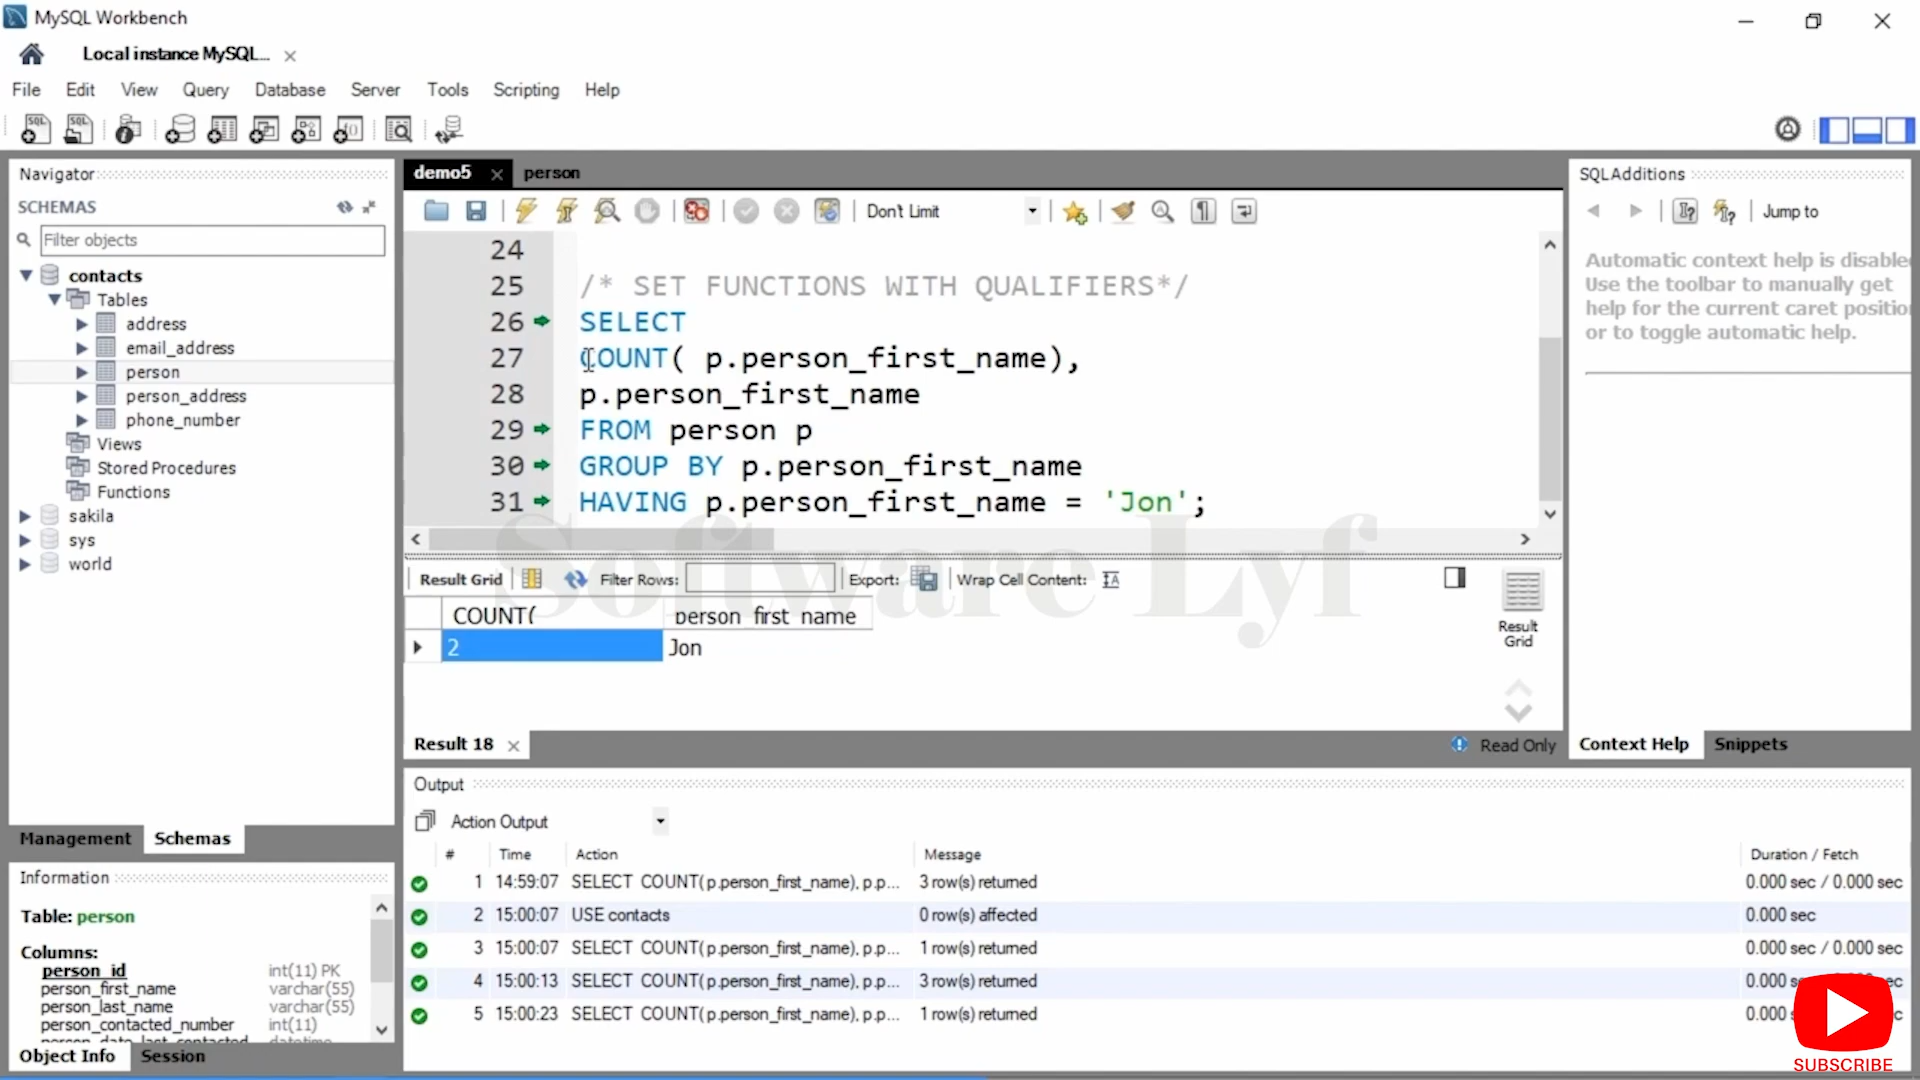 MySQL Workbench
Local instance MySQL...
File Edit View Query Database Server Tools Scripting Help
Navigator
SCHEMAS
Filter objects
contacts
Tables
address
email_address
person
person_address
phone_number
Views
Stored Procedures
Functions
sakila
sys
world
Management Schemas
Information
Table: person
Columns:
person_id int(11) PK
person_first_name varchar(55)
person_last_name varchar(55)
person_contacted_number int(11)
person_date_last_contacted datetime
Object Info Session
demo5 person
Don't Limit
24
25 /* SET FUNCTIONS WITH QUALIFIERS*/
26 SELECT
27 COUNT( p.person_first_name),
28 p.person_first_name
29 FROM person p
30 GROUP BY p.person_first_name
31 HAVING p.person_first_name = 'Jon';
Software Lyf
Result Grid Filter Rows: Export: Wrap Cell Content:
COUNT( person_first_name
2 Jon
Result Grid
Result 18 Read Only
SQLAdditions
Jump to
Automatic context help is disable
Use the toolbar to manually get
help for the current caret positio
or to toggle automatic help.
Context Help Snippets
Output
Action Output
# Time Action Message Duration / Fetch
1 14:59:07 SELECT COUNT(p.person_first_name), p.p... 3 row(s) returned 0.000 sec / 0.000 sec
2 15:00:07 USE contacts 0 row(s) affected 0.000 sec
3 15:00:07 SELECT COUNT(p.person_first_name), p.p... 1 row(s) returned 0.000 sec / 0.000 sec
4 15:00:13 SELECT COUNT(p.person_first_name), p.p... 3 row(s) returned 0.000 s ec
5 15:00:23 SELECT COUNT(p.person_first_name), p.p... 1 row(s) returned 0.000 s c
SUBSCRIBE